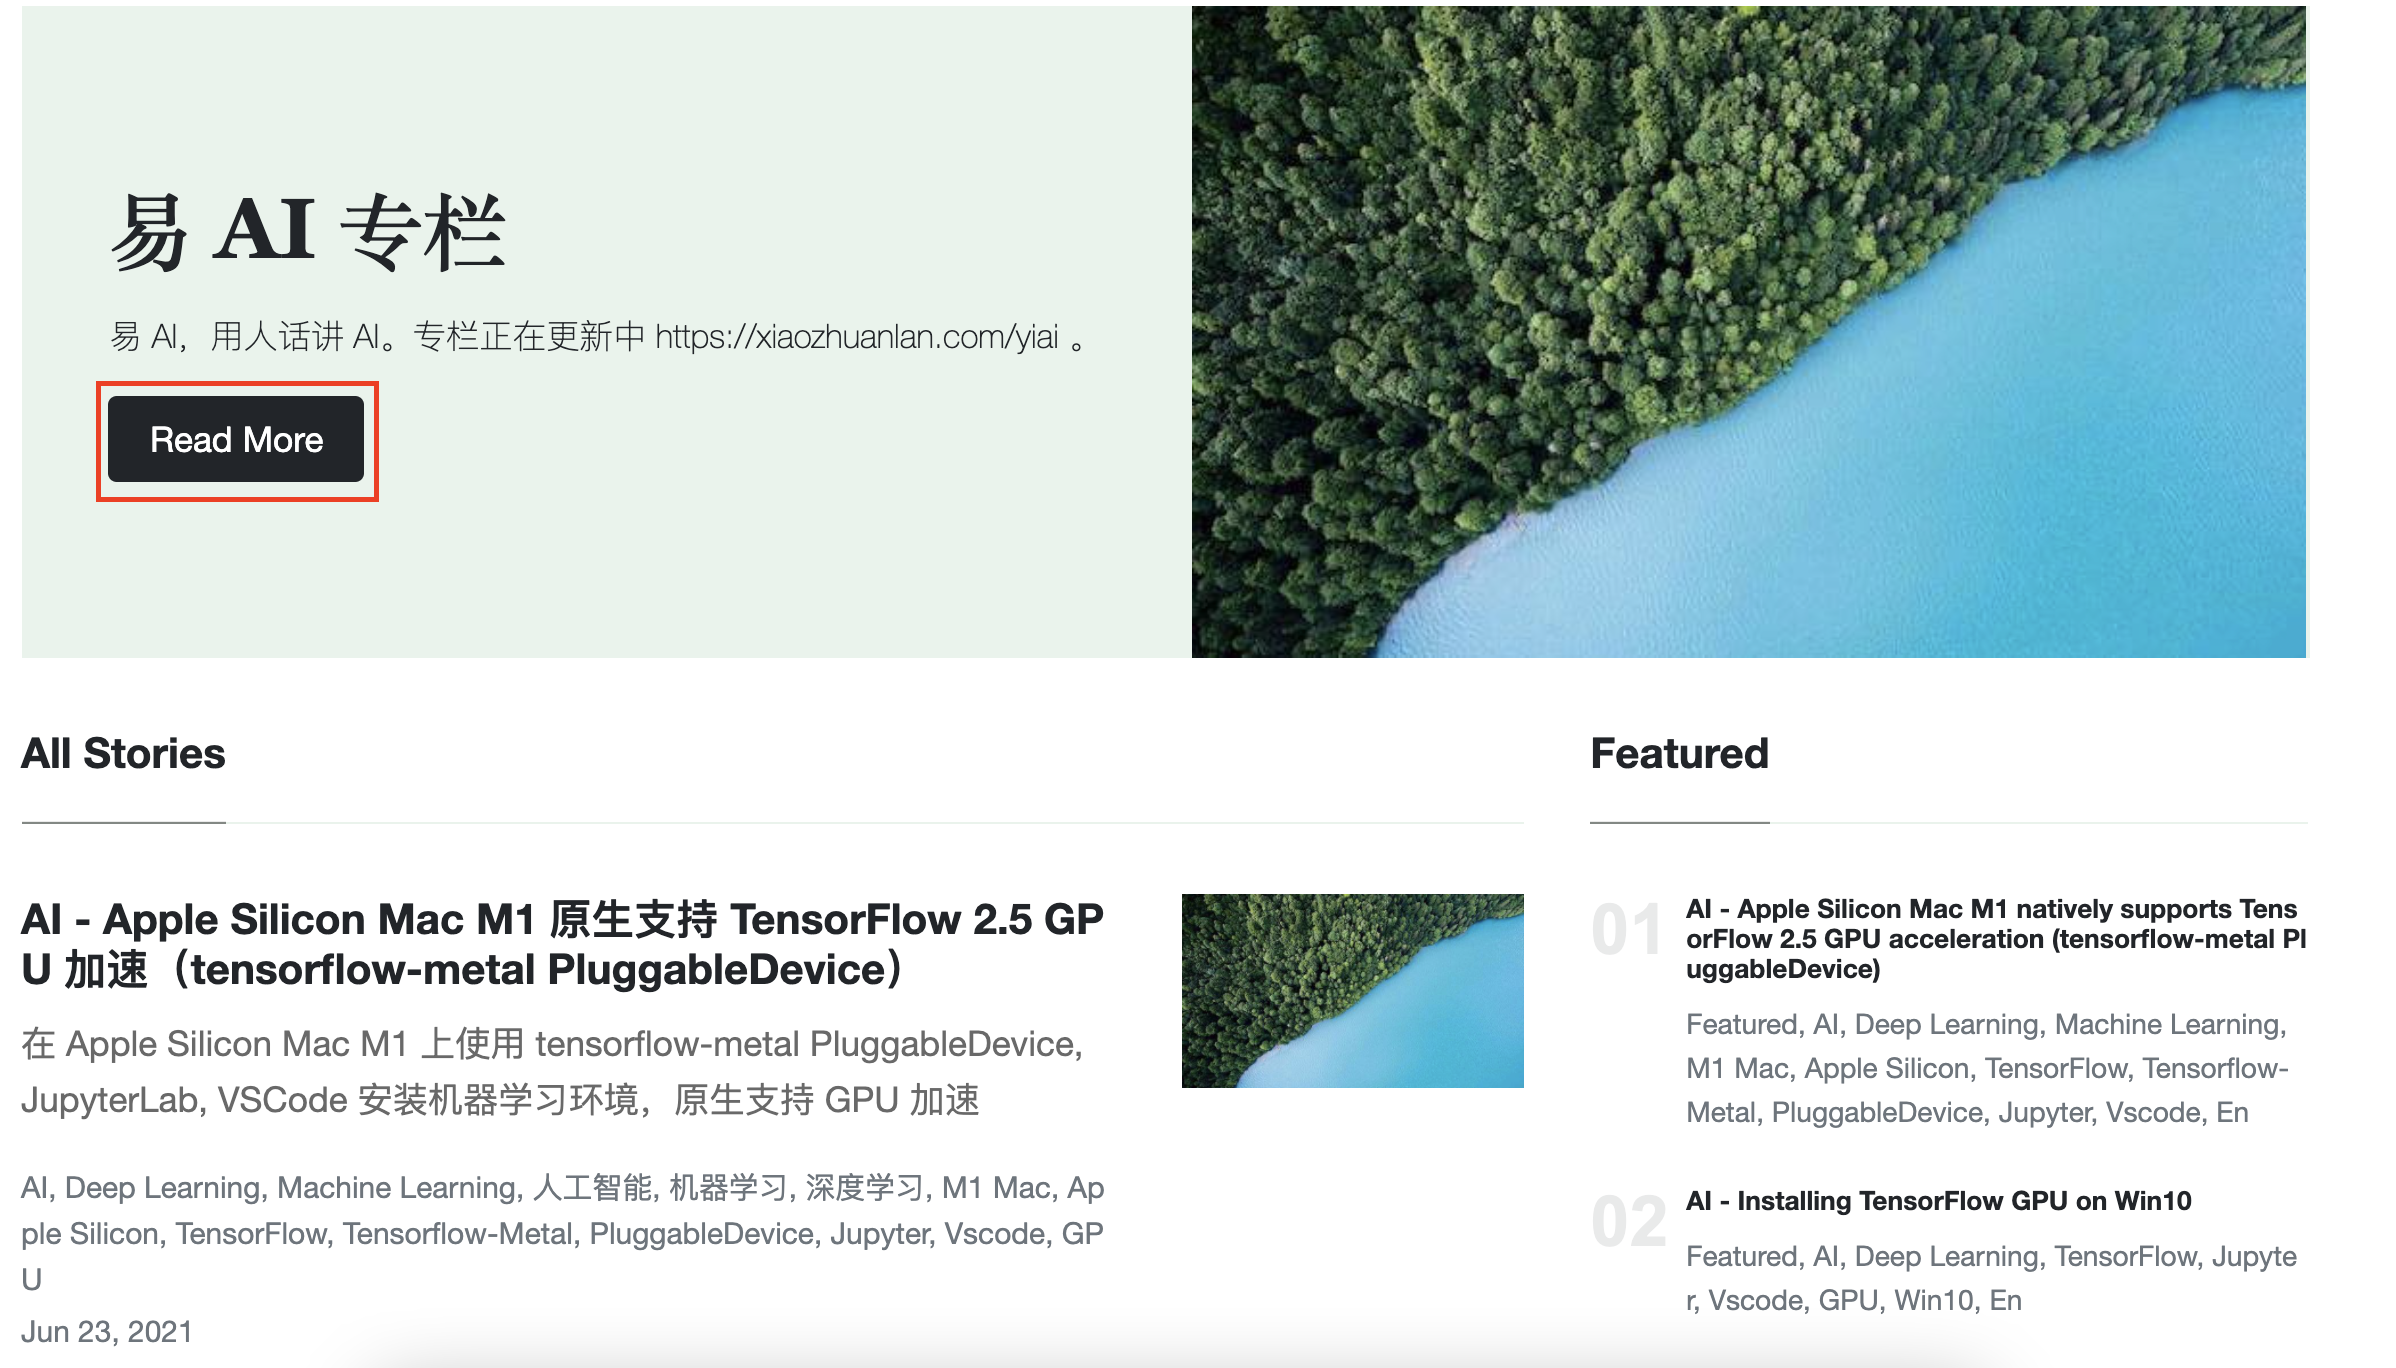 易 AI 专栏
易 AI，用人话讲 AI。专栏正在更新中 https://xiaozhuanlan.com/yiai 。
Read More
All Stories
AI - Apple Silicon Mac M1 原生支持 TensorFlow 2.5 GP
U 加速（tensorflow-metal PluggableDevice）
在 Apple Silicon Mac M1 上使用 tensorflow-metal PluggableDevice,
JupyterLab, VSCode 安装机器学习环境，原生支持 GPU 加速
AI, Deep Learning, Machine Learning, 人工智能, 机器学习, 深度学习, M1 Mac, Ap
ple Silicon, TensorFlow, Tensorflow-Metal, PluggableDevice, Jupyter, Vscode, GP
U
Jun 23, 2021
Featured
01
AI - Apple Silicon Mac M1 natively supports Tens
orFlow 2.5 GPU acceleration (tensorflow-metal Pl
uggableDevice)
Featured, AI, Deep Learning, Machine Learning,
M1 Mac, Apple Silicon, TensorFlow, Tensorflow-
Metal, PluggableDevice, Jupyter, Vscode, En
02
AI - Installing TensorFlow GPU on Win10
Featured, AI, Deep Learning, TensorFlow, Jupyte
r, Vscode, GPU, Win10, En